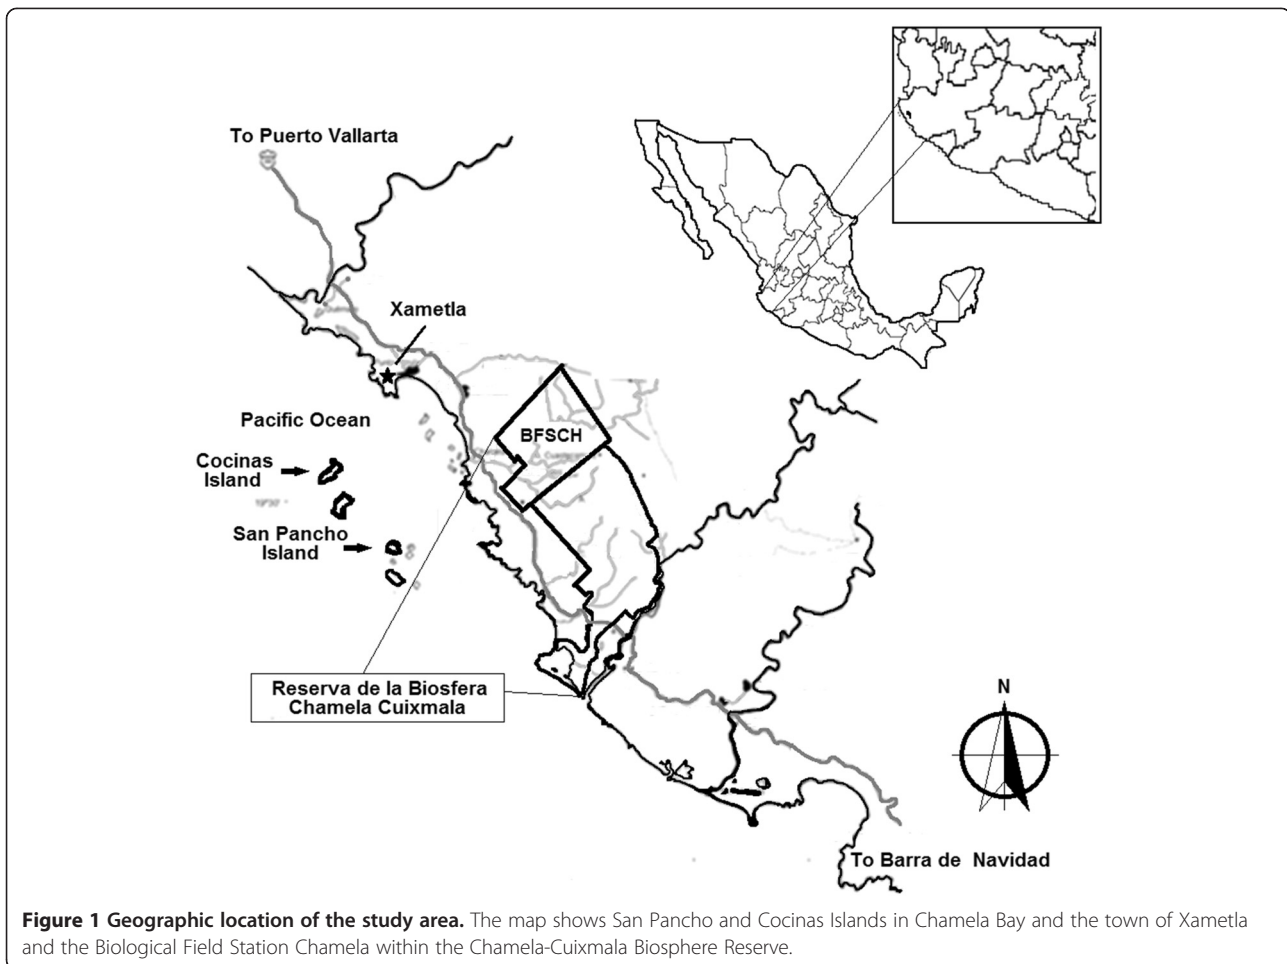 To Puerto Vallarta
Xametla
Pacific Ocean
BFSCH
Cocinas
Island
San Pancho
Island
Reserva de la Biosfera
Chamela Cuixmala
N
To Barra de Navidad
Figure 1 Geographic location of the study area. The map shows San Pancho and Cocinas Islands in Chamela Bay and the town of Xametla
and the Biological Field Station Chamela within the Chamela-Cuixmala Biosphere Reserve.